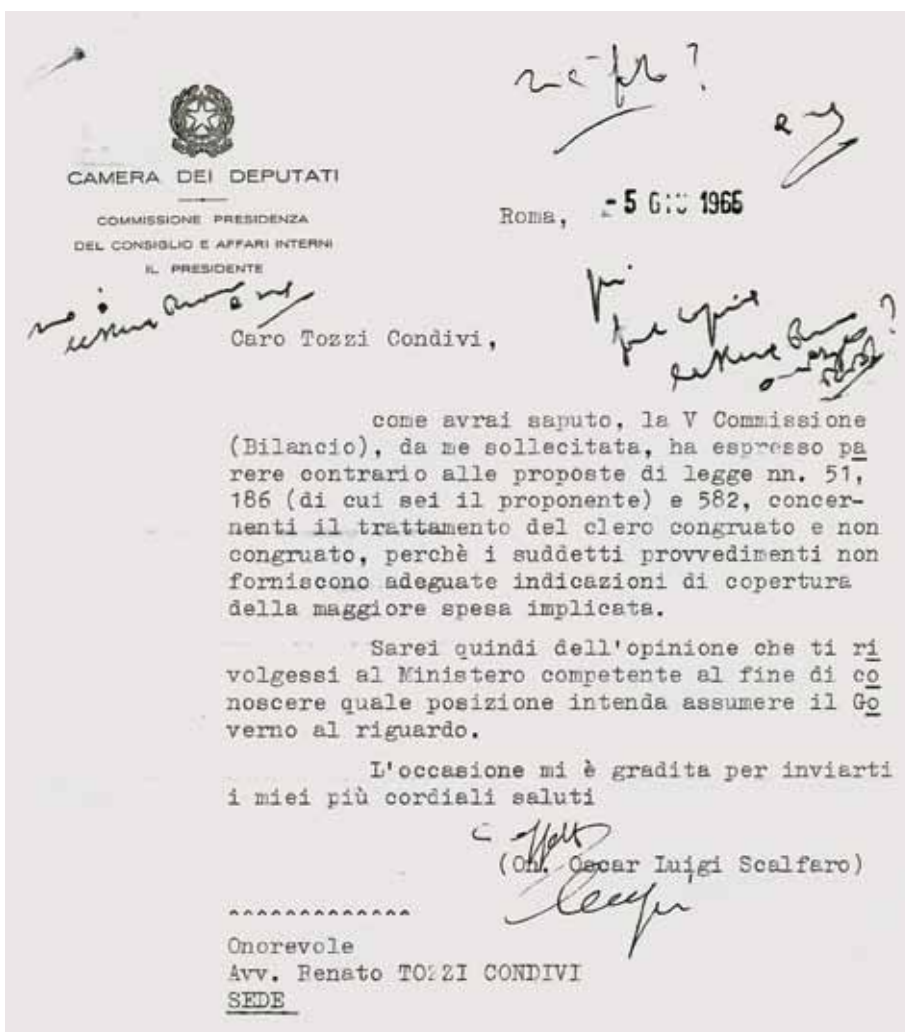 CAMERA DEI DEPUTATI
COMMISSIONE PRESIDENZA
DEL CONSIGLIO E AFFARI INTERNI
IL PRESIDENTE
Roma, - 5 GIU 1966
Caro Tozzi Condivi,
come avrai saputo, la V Commissione
(Bilancio), da me sollecitata, ha espresso pa
rere contrario alle proposte di legge nn. 51,
186 (di cui sei il proponente) e 582, concer-
nenti il trattamento del clero congruato e non
congruato, perchè i suddetti provvedimenti non
forniscono adeguate indicazioni di copertura
della maggiore spesa implicata.
Sarei quindi dell'opinione che ti ri
volgessi al Ministero competente al fine di co
noscere quale posizione intenda assumere il Go
verno al riguardo.
L'occasione mi è gradita per inviarti
i miei più cordiali saluti
(On. Oscar Luigi Scalfaro)
^^^^^^^^^^^^^
Onorevole
Avv. Renato TOZZI CONDIVI
SEDE